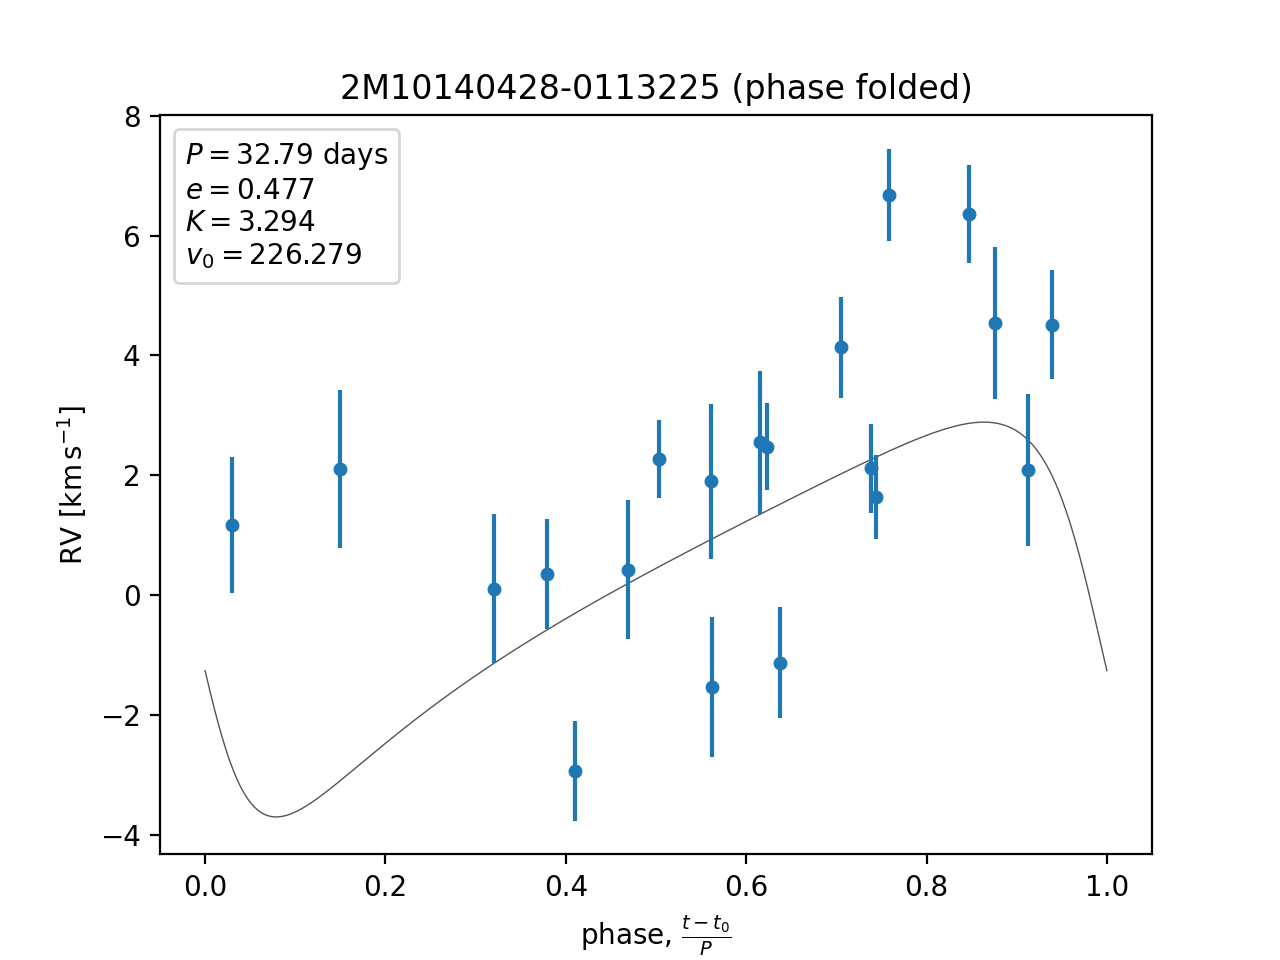 2M10140428-0113225 (phase folded)
P = 32.79 days
e = 0.477
K = 3.294
v₀ = 226.279
RV [km s⁻¹]
8
6
4
2
0
−2
−4
0.0 0.2 0.4 0.6 0.8 1.0
phase, (t − t₀)/P